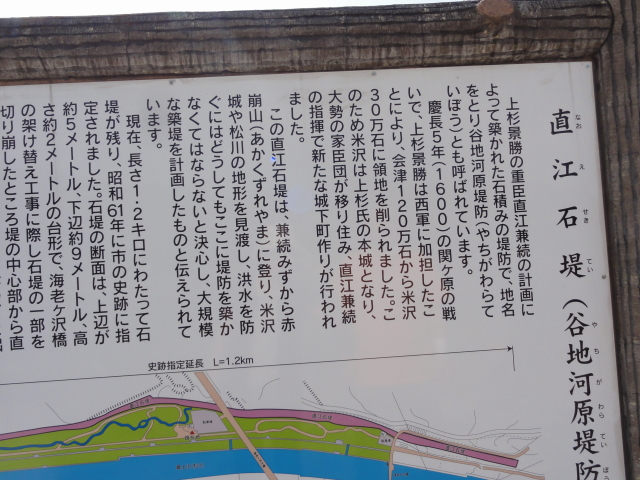 直江石堤(谷地河原堤防
なおえせきてい
やちがわらていぼう
上杉景勝の重臣直江兼続の計画に
よって築かれた石積みの堤防で、地名
をとり谷地河原堤防(やちがわらて
いぼう)とも呼ばれています。
慶長5年(1600)の関ヶ原の戦
いで、上杉景勝は西軍に加担したこ
とにより、会津120万石から米沢
30万石に領地を削られました。こ
のため米沢は上杉氏の本城となり、
大勢の家臣団が移り住み、直江兼続
の指揮で新たな城下町作りが行われ
ました。
この直江石堤は、兼続みずから赤
崩山(あかくずれやま)に登り、米沢
城や松川の地形を見渡し、洪水を防
ぐにはどうしてもここに堤防を築か
なくてはならないと決心し、大規模
な築堤を計画したものと伝えられて
います。
現在、長さ1・2キロにわたって石
堤が残り、昭和61年に市の史跡に指
定されました。石堤の断面は、上辺が
約5メートル、下辺約9メートル、高
さ約2メートルの台形で、海老ヶ沢橋
の架け替え工事に際し石堤の一部を
切り崩したところ堤の中心部から直
史跡指定延長 L=1.2km